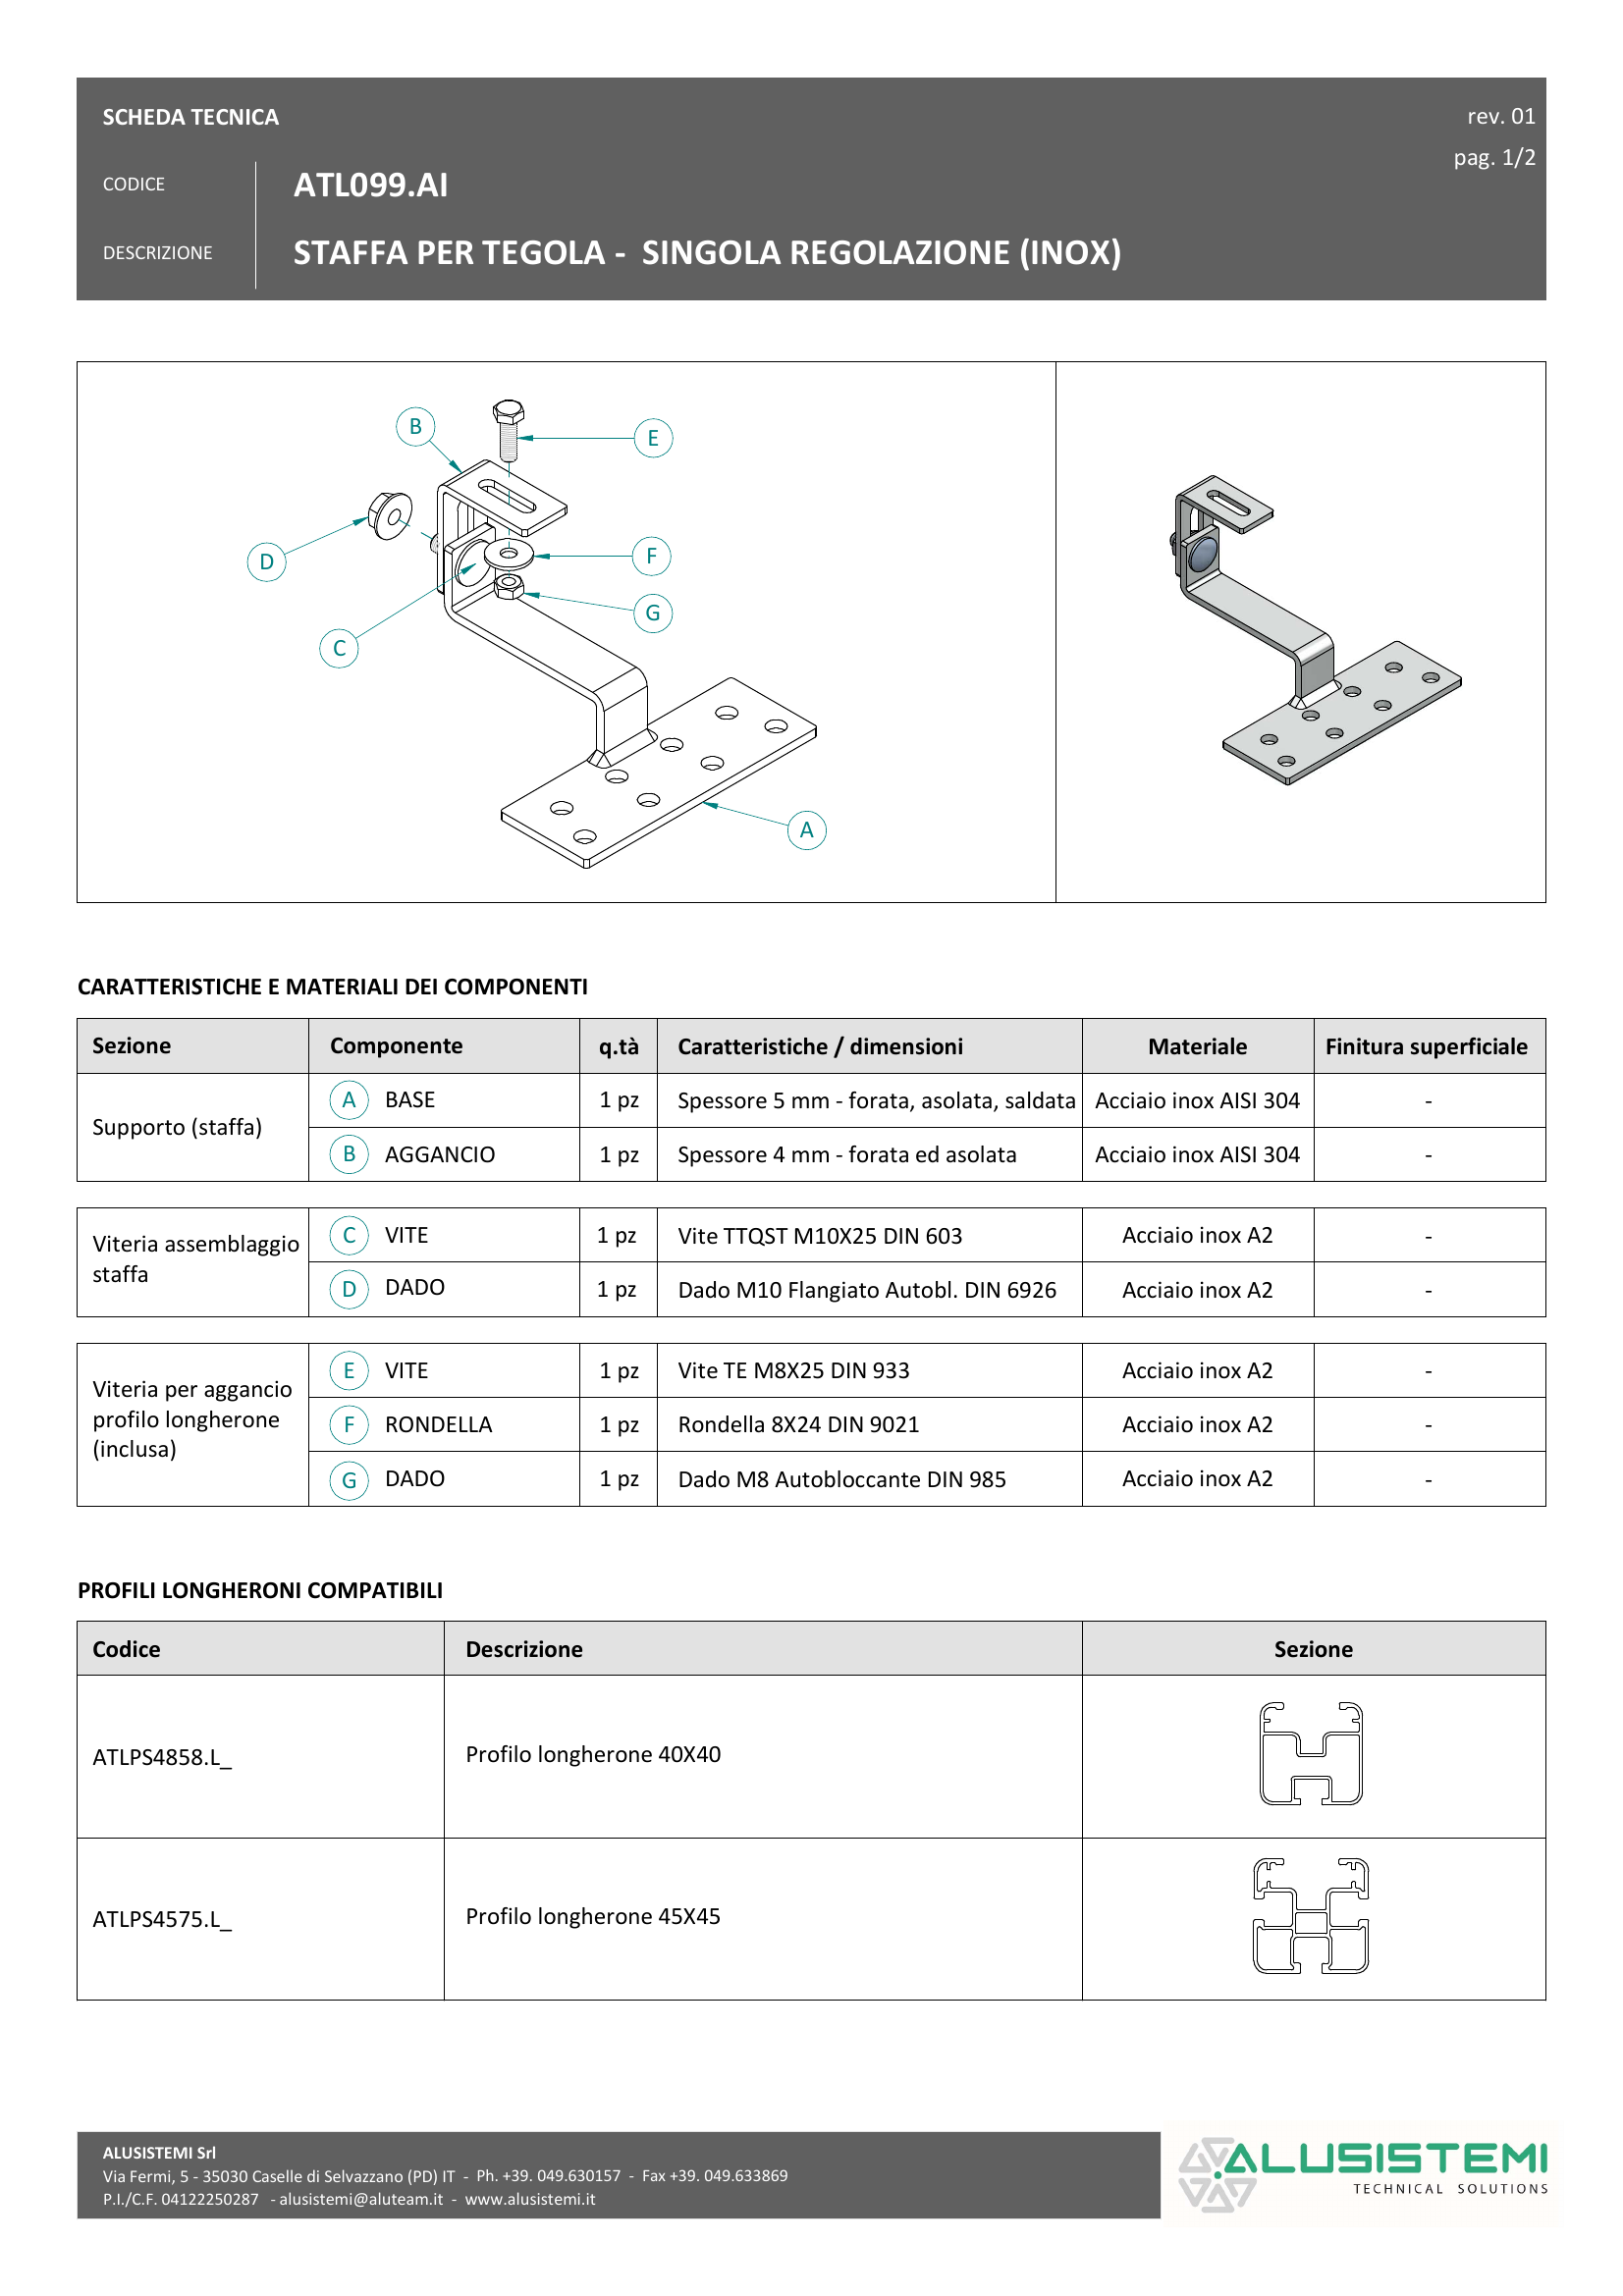 SCHEDA TECNICA
rev. 01
pag. 1/2
CODICE
ATL099.AI
DESCRIZIONE
STAFFA PER TEGOLA -  SINGOLA REGOLAZIONE (INOX)
B
E
D
F
G
C
A
CARATTERISTICHE E MATERIALI DEI COMPONENTI
Sezione Componente q.tà Caratteristiche / dimensioni Materiale Finitura superficiale
Supporto (staffa)
A BASE 1 pz Spessore 5 mm - forata, asolata, saldata Acciaio inox AISI 304 -
B AGGANCIO 1 pz Spessore 4 mm - forata ed asolata Acciaio inox AISI 304 -
Viteria assemblaggio
staffa
C VITE 1 pz Vite TTQST M10X25 DIN 603 Acciaio inox A2 -
D DADO 1 pz Dado M10 Flangiato Autobl. DIN 6926 Acciaio inox A2 -
Viteria per aggancio
profilo longherone
(inclusa)
E VITE 1 pz Vite TE M8X25 DIN 933 Acciaio inox A2 -
F RONDELLA 1 pz Rondella 8X24 DIN 9021 Acciaio inox A2 -
G DADO 1 pz Dado M8 Autobloccante DIN 985 Acciaio inox A2 -
PROFILI LONGHERONI COMPATIBILI
Codice Descrizione Sezione
ATLPS4858.L_ Profilo longherone 40X40
ATLPS4575.L_ Profilo longherone 45X45
ALUSISTEMI Srl
Via Fermi, 5 - 35030 Caselle di Selvazzano (PD) IT  -  Ph. +39. 049.630157  -  Fax +39. 049.633869
P.I./C.F. 04122250287   - alusistemi@aluteam.it  -  www.alusistemi.it
ALUSISTEMI
TECHNICAL SOLUTIONS